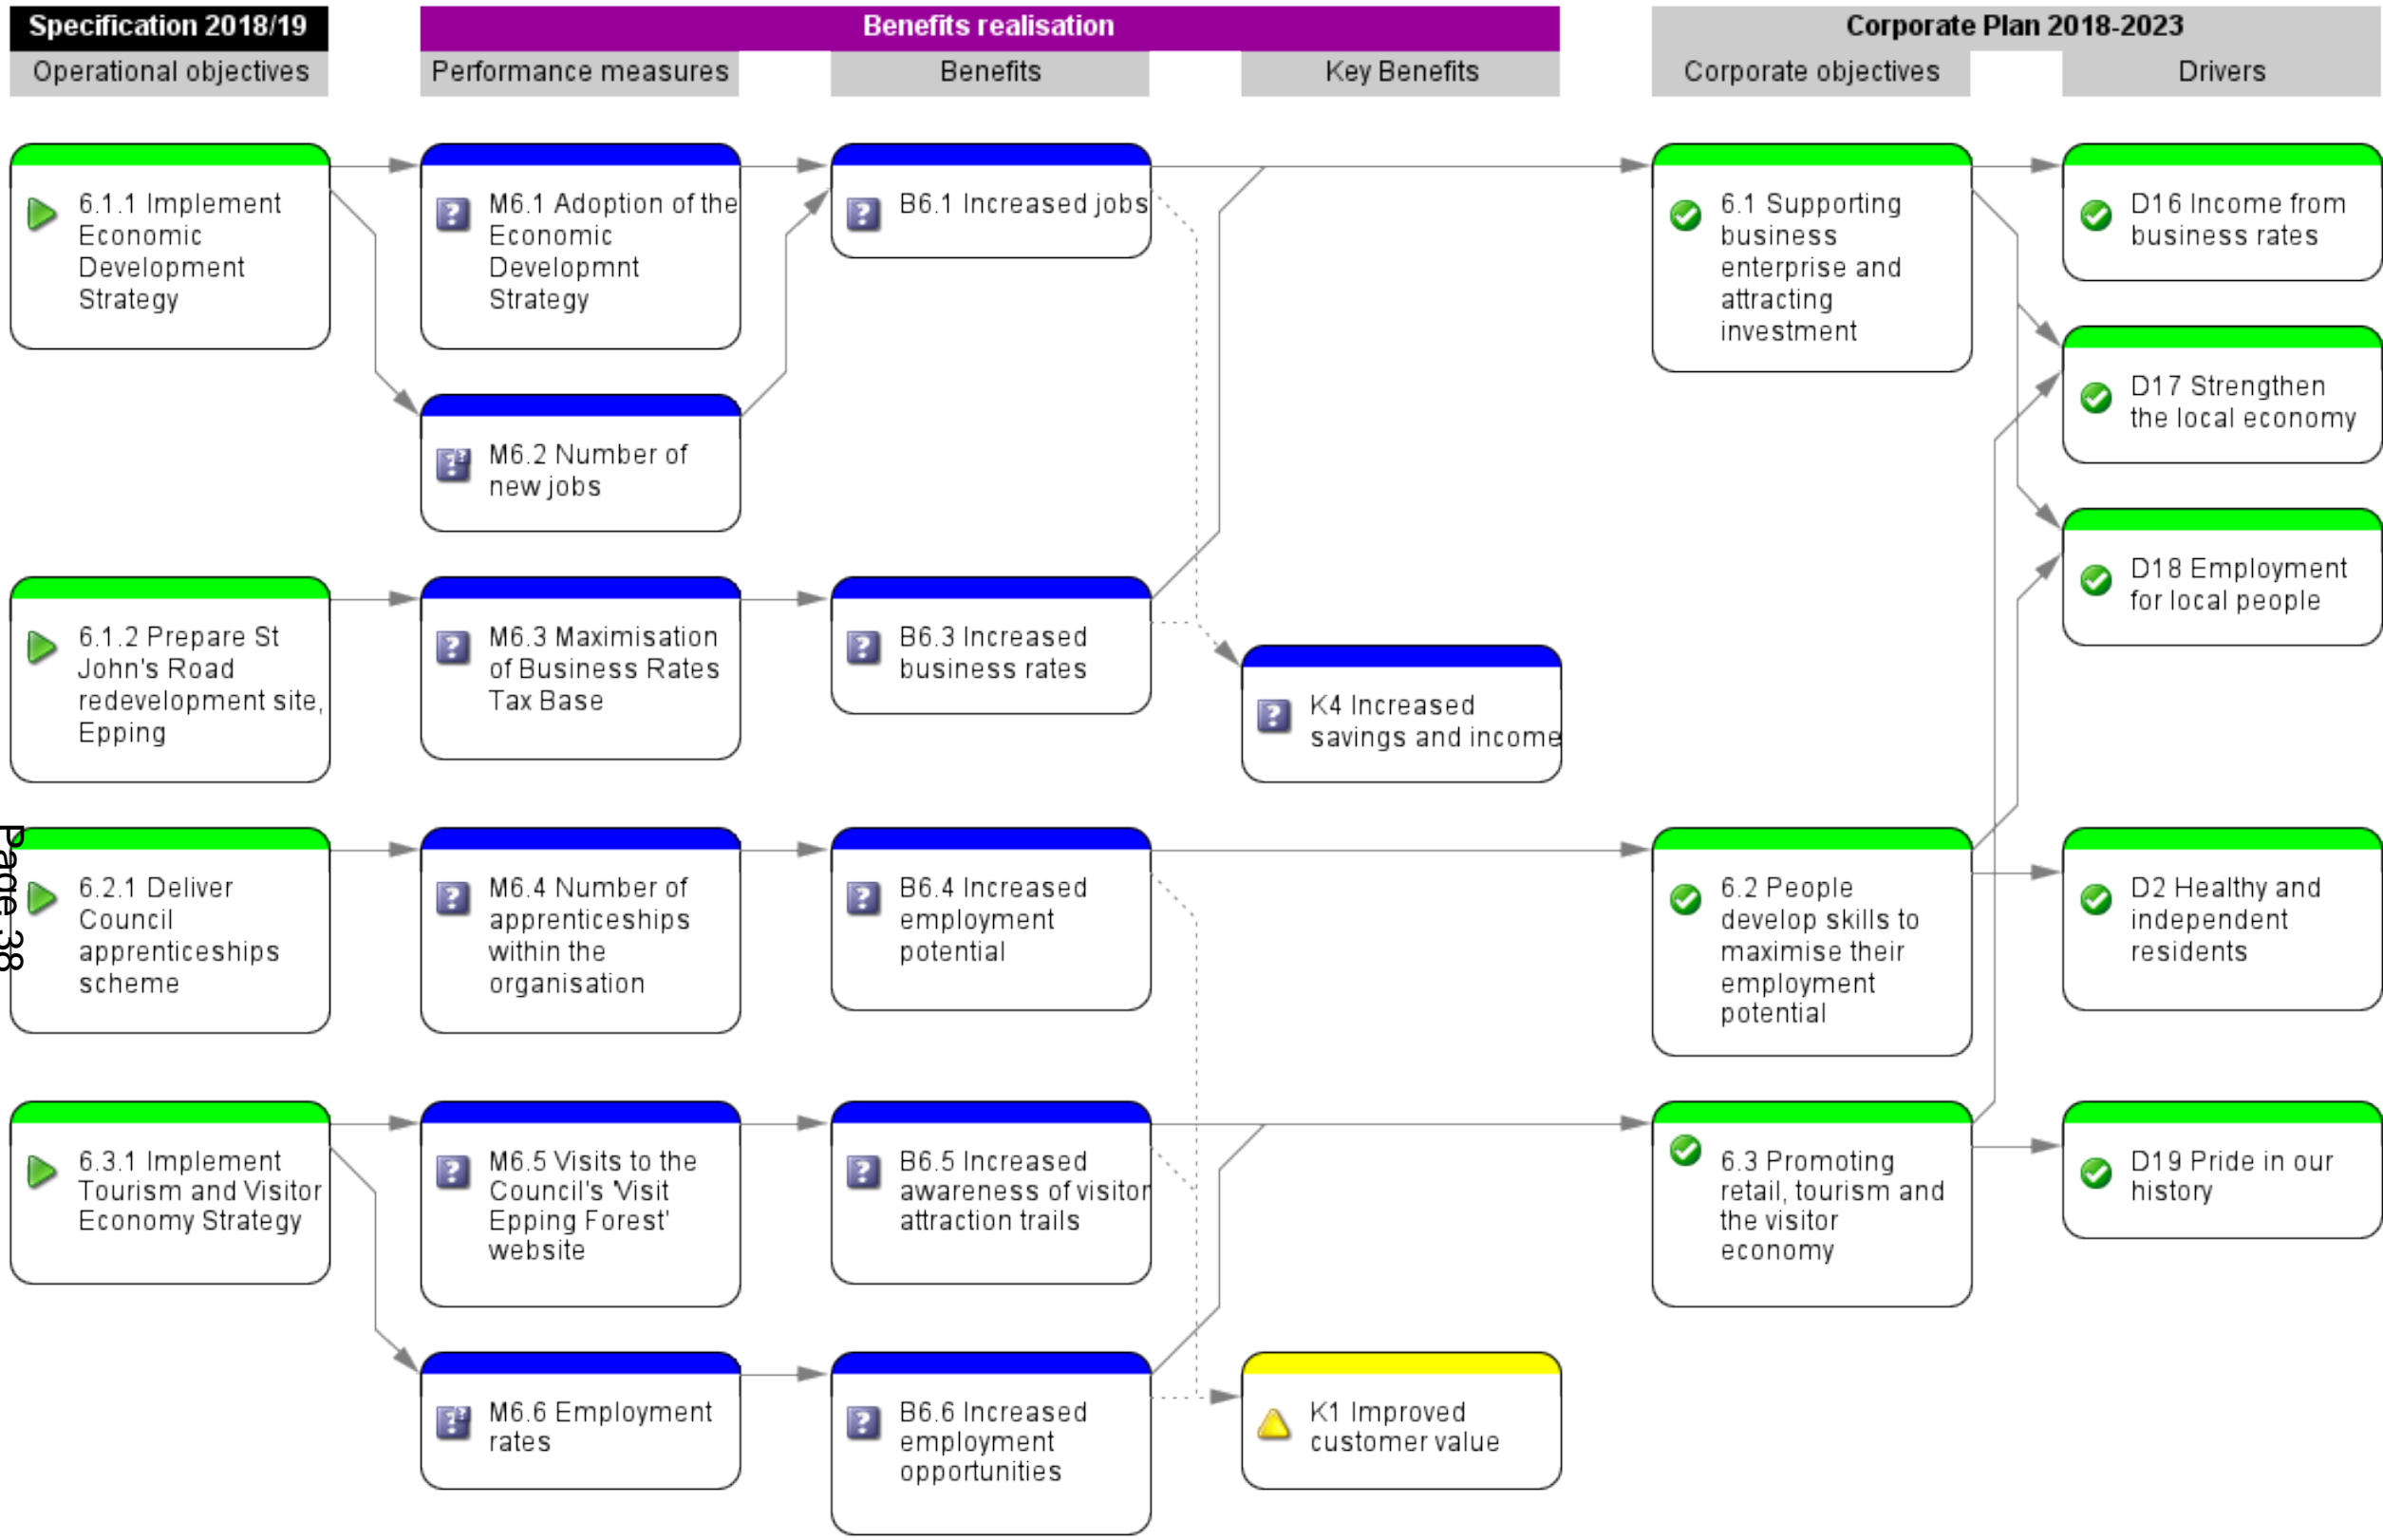 Specification 2018/19
Benefits realisation
Corporate Plan 2018-2023
Operational objectives
Performance measures
Benefits
Key Benefits
Corporate objectives
Drivers
6.1.1 Implement
Economic
Development
Strategy
M6.1 Adoption of the
Economic
Developmnt
Strategy
B6.1 Increased jobs
6.1 Supporting
business
enterprise and
attracting
investment
D16 Income from
business rates
D17 Strengthen
the local economy
M6.2 Number of
new jobs
D18 Employment
for local people
6.1.2 Prepare St
John's Road
redevelopment site,
Epping
M6.3 Maximisation
of Business Rates
Tax Base
B6.3 Increased
business rates
K4 Increased
savings and income
Page 38
6.2.1 Deliver
Council
apprenticeships
scheme
M6.4 Number of
apprenticeships
within the
organisation
B6.4 Increased
employment
potential
6.2 People
develop skills to
maximise their
employment
potential
D2 Healthy and
independent
residents
6.3.1 Implement
Tourism and Visitor
Economy Strategy
M6.5 Visits to the
Council's 'Visit
Epping Forest'
website
B6.5 Increased
awareness of visitor
attraction trails
6.3 Promoting
retail, tourism and
the visitor
economy
D19 Pride in our
history
M6.6 Employment
rates
B6.6 Increased
employment
opportunities
K1 Improved
customer value